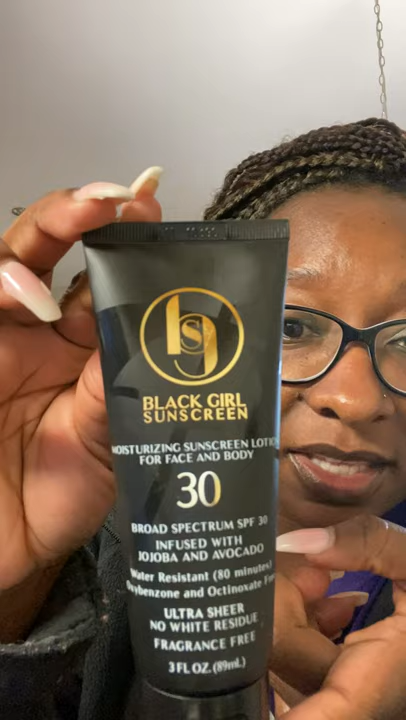 bsg
BLACK GIRL
SUNSCREEN
MOISTURIZING SUNSCREEN LOTION
FOR FACE AND BODY
30
BROAD SPECTRUM SPF 30
INFUSED WITH
JOJOBA AND AVOCADO
Water Resistant (80 minutes)
Oxybenzone and Octinoxate
ULTRA SHEER
NO WHITE RESIDUE
FRAGRANCE FREE
3 FL OZ. (89mL)